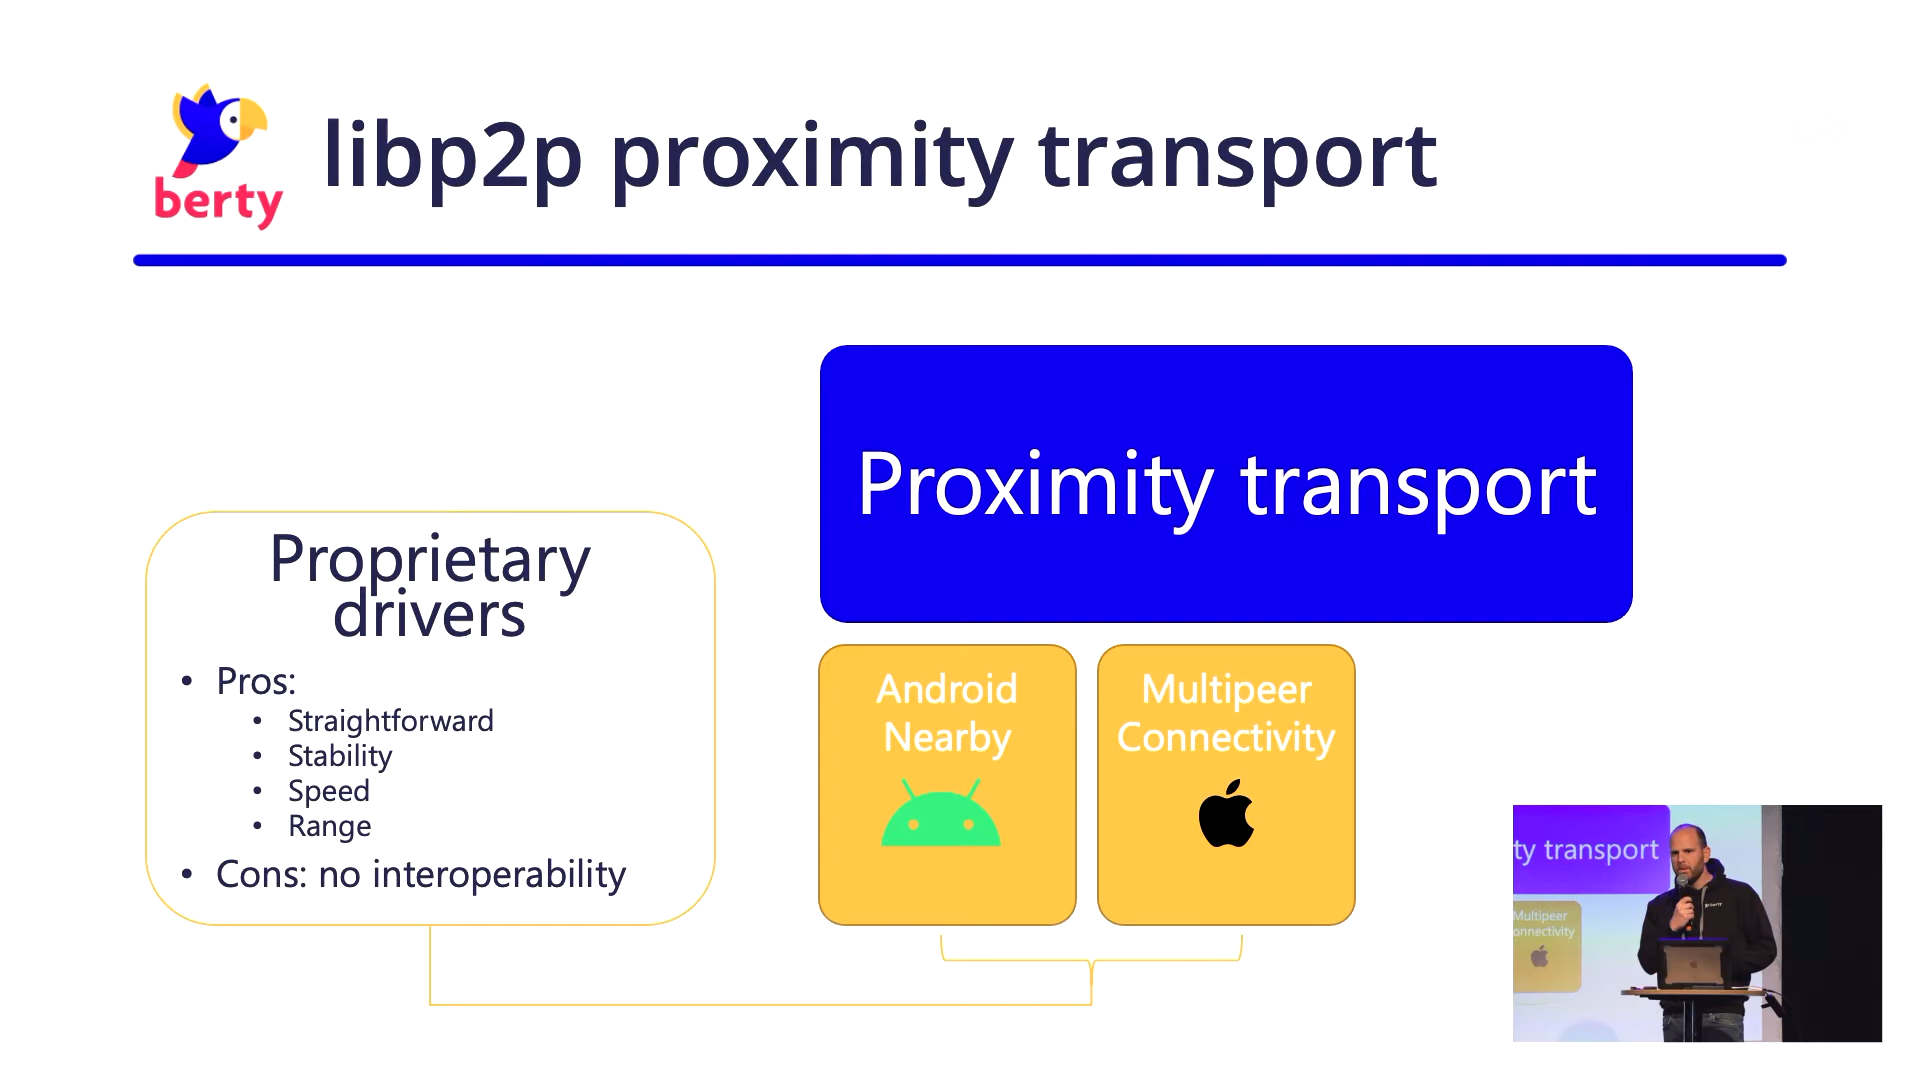 berty
libp2p proximity transport
Proximity transport
Proprietary
drivers
• Pros:
• Straightforward
• Stability
• Speed
• Range
• Cons: no interoperability
Android
Nearby
Multipeer
Connectivity
ty transport
Multipeer
onnectivity
berty